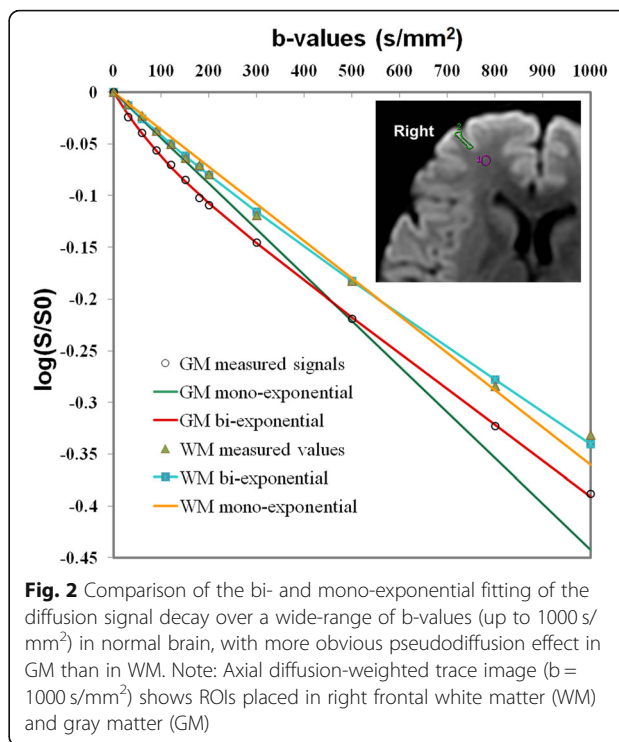 b-values (s/mm²)
0 100 200 300 400 500 600 700 800 900 1000
0
-0.05
-0.1
-0.15
-0.2
-0.25
-0.3
-0.35
-0.4
-0.45
log(S/S0)
Right
2
1
GM measured signals
GM mono-exponential
GM bi-exponential
WM measured values
WM bi-exponential
WM mono-exponential
Fig. 2 Comparison of the bi- and mono-exponential fitting of the
diffusion signal decay over a wide-range of b-values (up to 1000 s/
mm²) in normal brain, with more obvious pseudodiffusion effect in
GM than in WM. Note: Axial diffusion-weighted trace image (b =
1000 s/mm²) shows ROIs placed in right frontal white matter (WM)
and gray matter (GM)